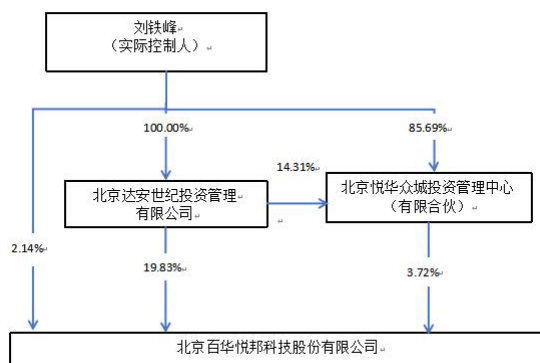 刘铁峰
（实际控制人）
100.00%
85.69%
14.31%
北京达安世纪投资管理
有限公司
北京悦华众城投资管理中心
（有限合伙）
2.14%
19.83%
3.72%
北京百华悦邦科技股份有限公司